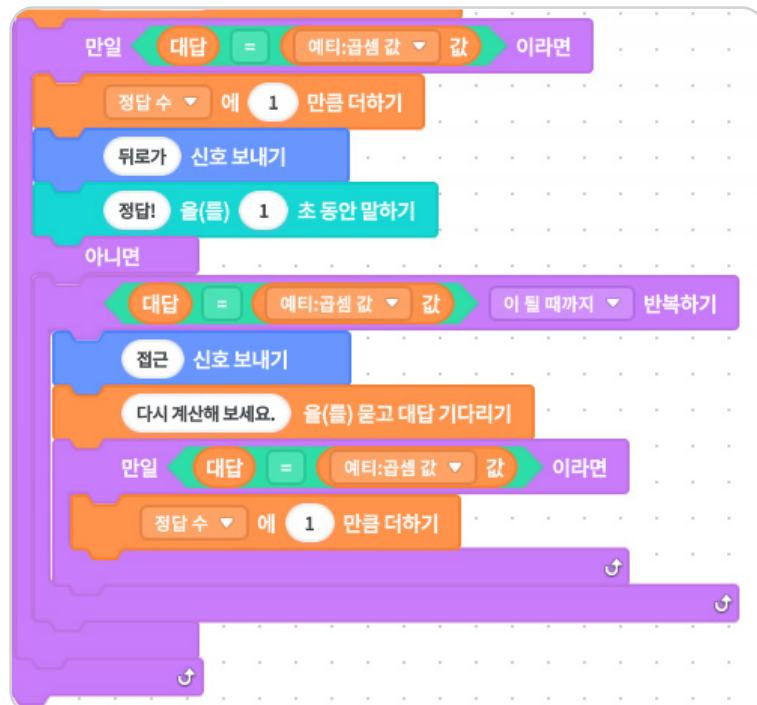 만일 대답 = 예티:곱셈 값 ▼ 값 이라면
정답 수 ▼ 에 1 만큼 더하기
뒤로가 신호 보내기
정답! 을(를) 1 초 동안 말하기
아니면
대답 = 예티:곱셈 값 ▼ 값 이 될 때까지 ▼ 반복하기
접근 신호 보내기
다시 계산해 보세요. 을(를) 묻고 대답 기다리기
만일 대답 = 예티:곱셈 값 ▼ 값 이라면
정답 수 ▼ 에 1 만큼 더하기